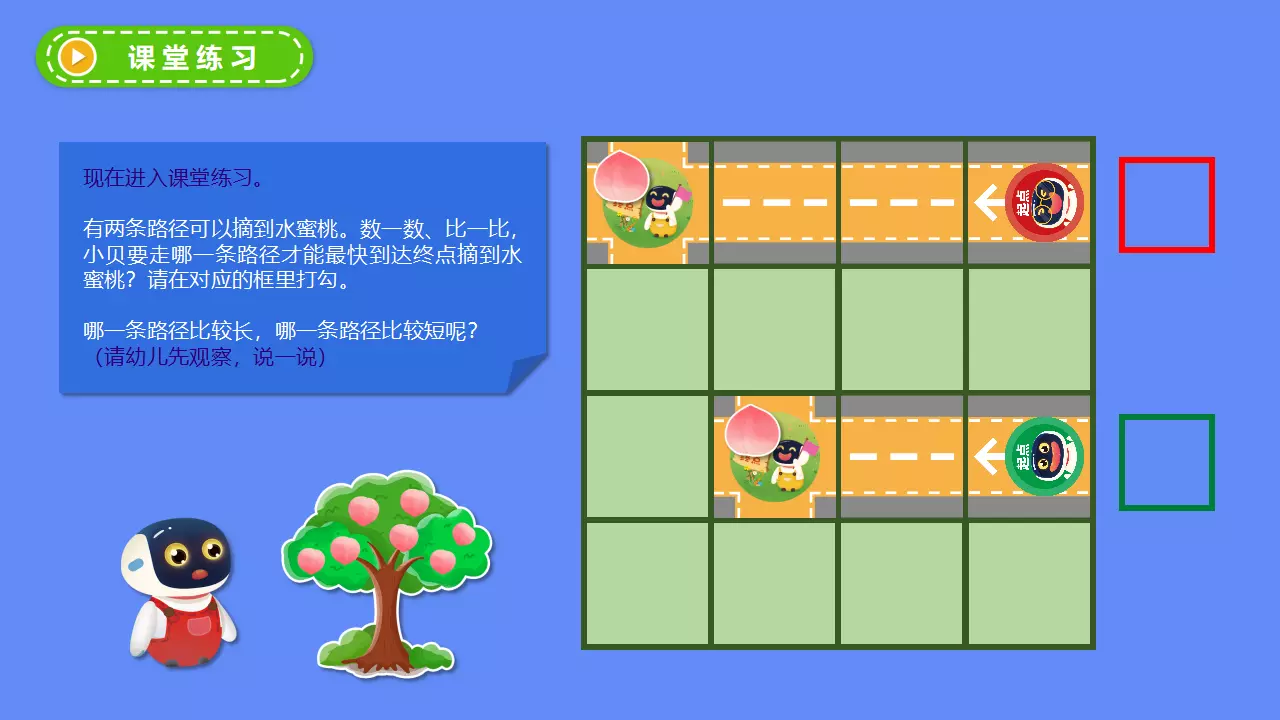 课堂练习
现在进入课堂练习。
有两条路径可以摘到水蜜桃。数一数、比一比，
小贝要走哪一条路径才能最快到达终点摘到水
蜜桃？请在对应的框里打勾。
哪一条路径比较长，哪一条路径比较短呢？
（请幼儿先观察，说一说）
起点
起点